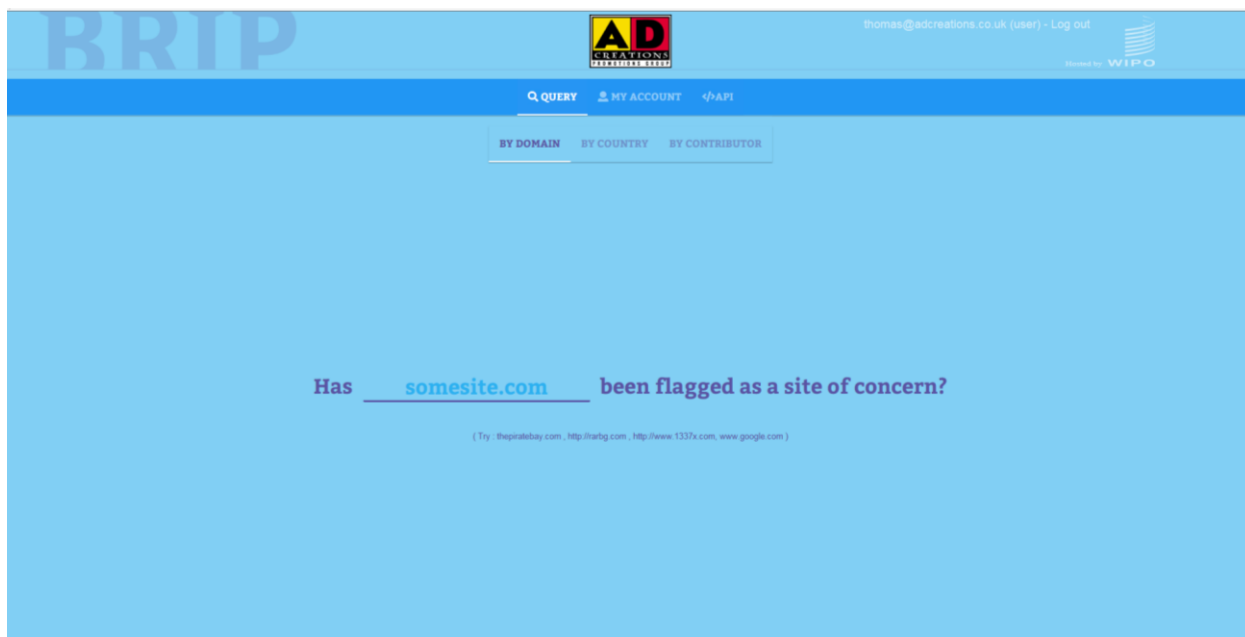 BRIP
AD
CREATIONS
PROMOTIONS GROUP
thomas@adcreations.co.uk (user) - Log out
Hosted by WIPO
QUERY MY ACCOUNT </>API
BY DOMAIN BY COUNTRY BY CONTRIBUTOR
Has somesite.com been flagged as a site of concern?
( Try : thepiratebay.com , http://rarbg.com , http://www.1337x.com, www.google.com )